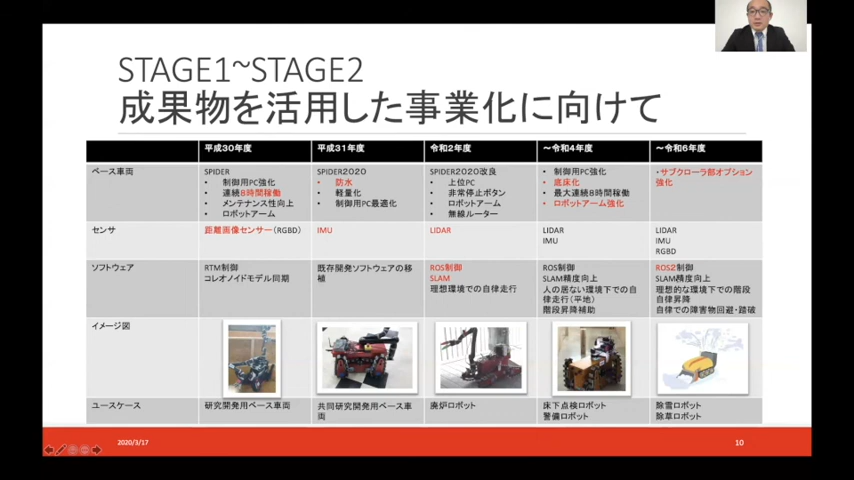 STAGE1~STAGE2
成果物を活用した事業化に向けて
平成30年度
平成31年度
令和2年度
～令和4年度
～令和6年度
ベース車両
SPIDER
• 制御用PC強化
• 連続8時間稼働
• メンテナンス性向上
• ロボットアーム
SPIDER2020
• 防水
• 軽量化
• 制御用PC最適化
SPIDER2020改良
• 上位PC
• 非常停止ボタン
• ロボットアーム
• 無線ルーター
• 制御用PC強化
• 底床化
• 最大連続8時間稼働
• ロボットアーム強化
・サブクローラ部オプション
強化
センサ
距離画像センサー(RGBD)
IMU
LIDAR
LIDAR
IMU
LIDAR
IMU
RGBD
ソフトウェア
RTM制御
コレオノイドモデル同期
既存開発ソフトウェアの移
植
ROS制御
SLAM
理想環境での自律走行
ROS制御
SLAM精度向上
人の居ない環境下での自
律走行(平地)
階段昇降補助
ROS2制御
SLAM精度向上
理想的な環境下での階段
自律昇降
自律での障害物回避・踏破
イメージ図
ユースケース
研究開発用ベース車両
共同研究開発用ベース車
両
廃炉ロボット
床下点検ロボット
警備ロボット
除雪ロボット
除草ロボット
2020/3/17
10